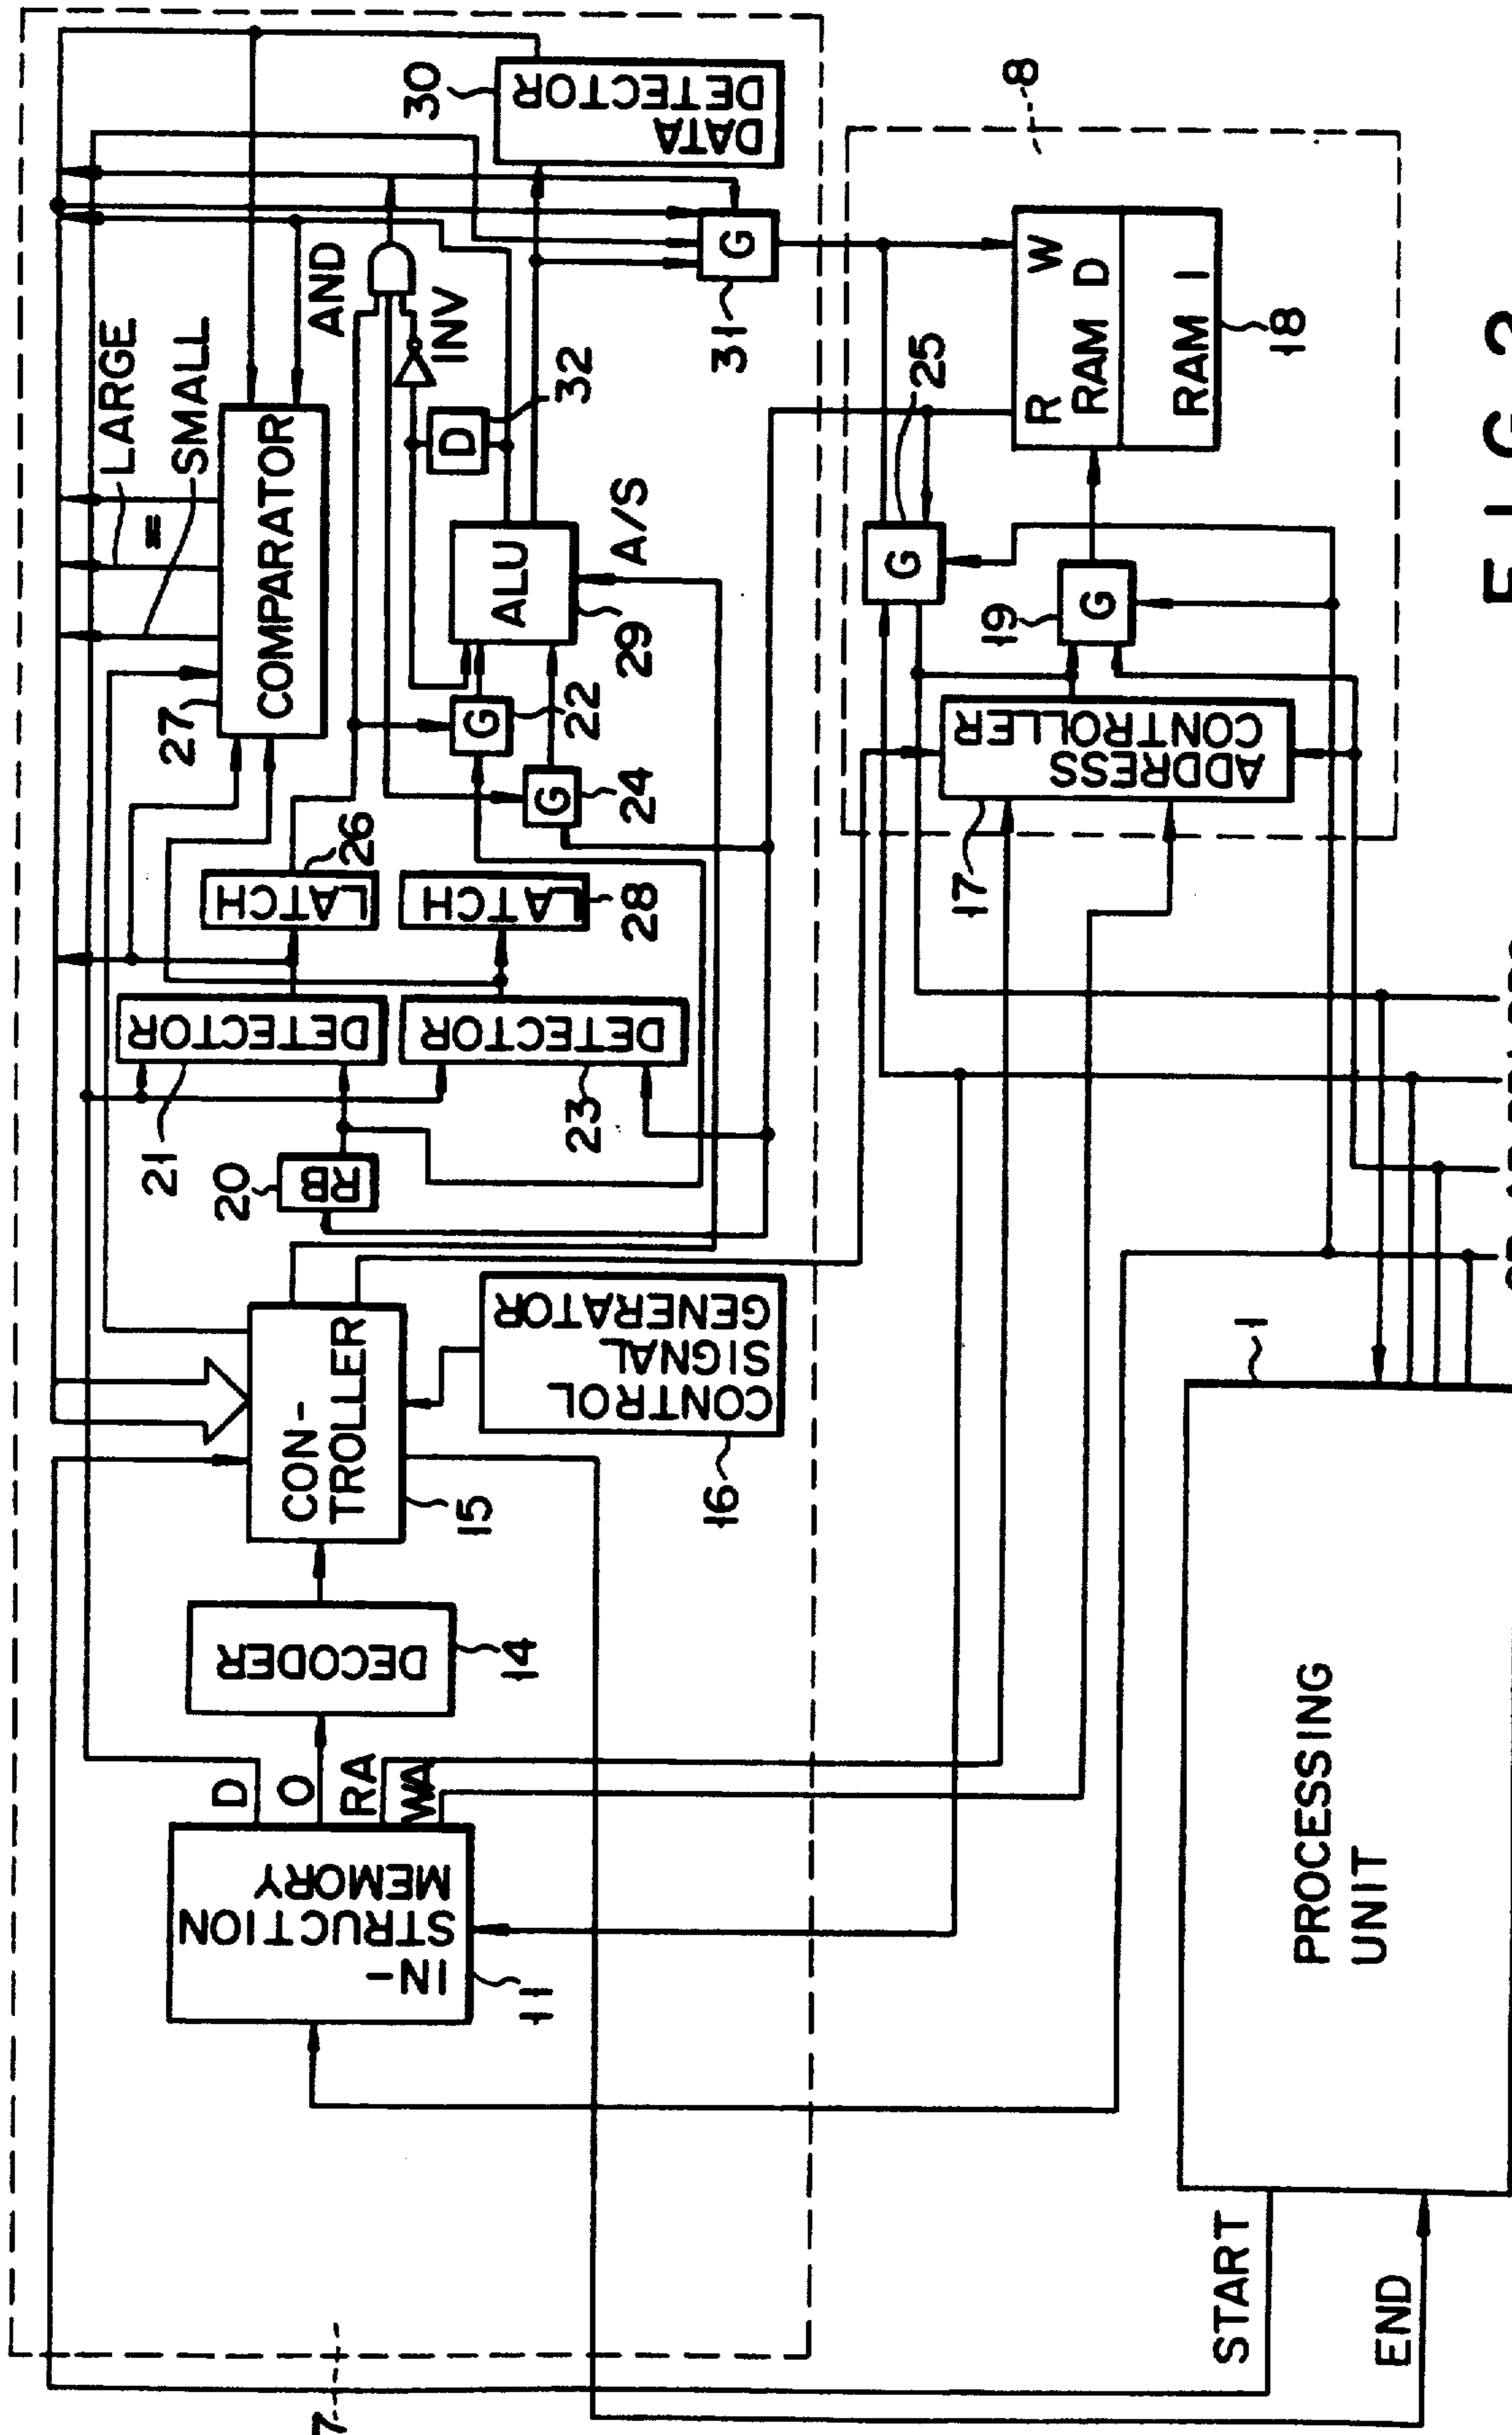 7
IN-
STRUCTION
MEMORY
11
D
O
RA
WA
DECODER
14
CON-
TROLLER
15
CONTROL
SIGNAL
GENERATOR
16
RB
20
DETECTOR
21
DETECTOR
23
LATCH
26
LATCH
28
COMPARATOR
27
LARGE
=
SMALL
G
22
G
24
ALU
29
A/S
D
32
INV
AND
DATA
DETECTOR
30
G
31
8
ADDRESS
CONTROLLER
17
G
19
G
25
R W
RAM D
RAM I
18
PROCESSING
UNIT
1
START
END